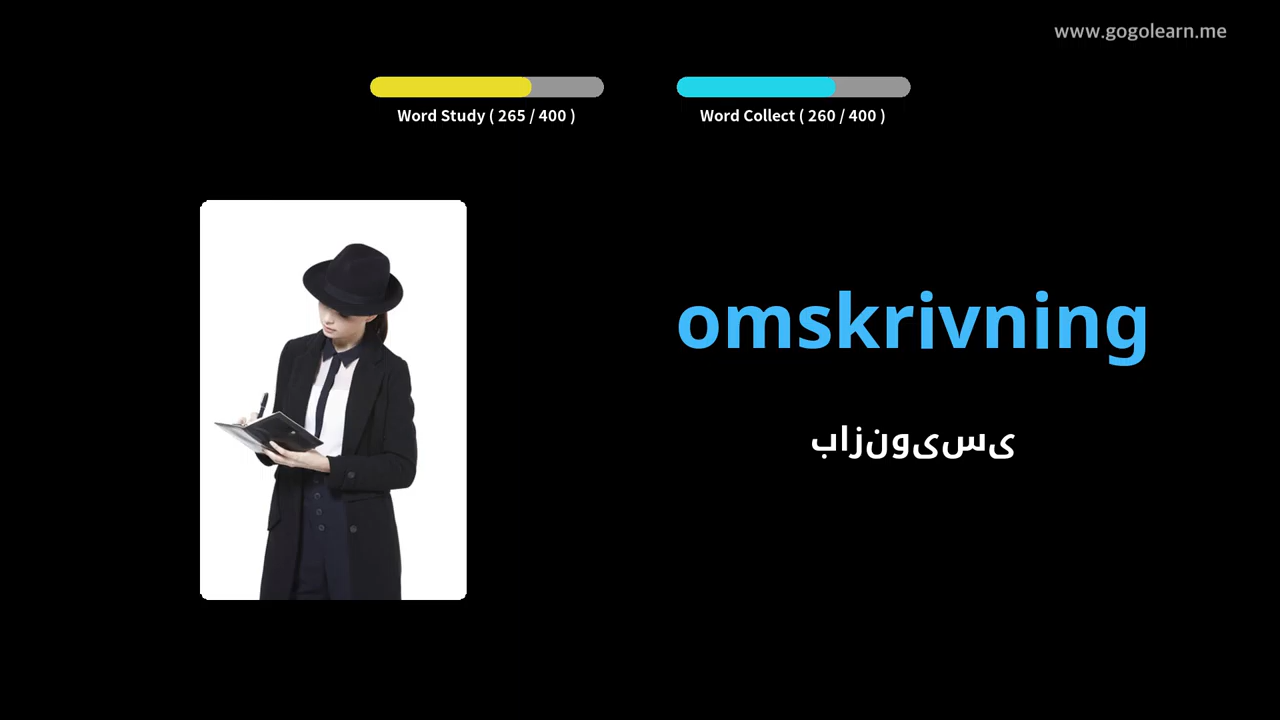 www.gogolearn.me
Word Study ( 265 / 400 )
Word Collect ( 260 / 400 )
omskrivning
بازنویسی